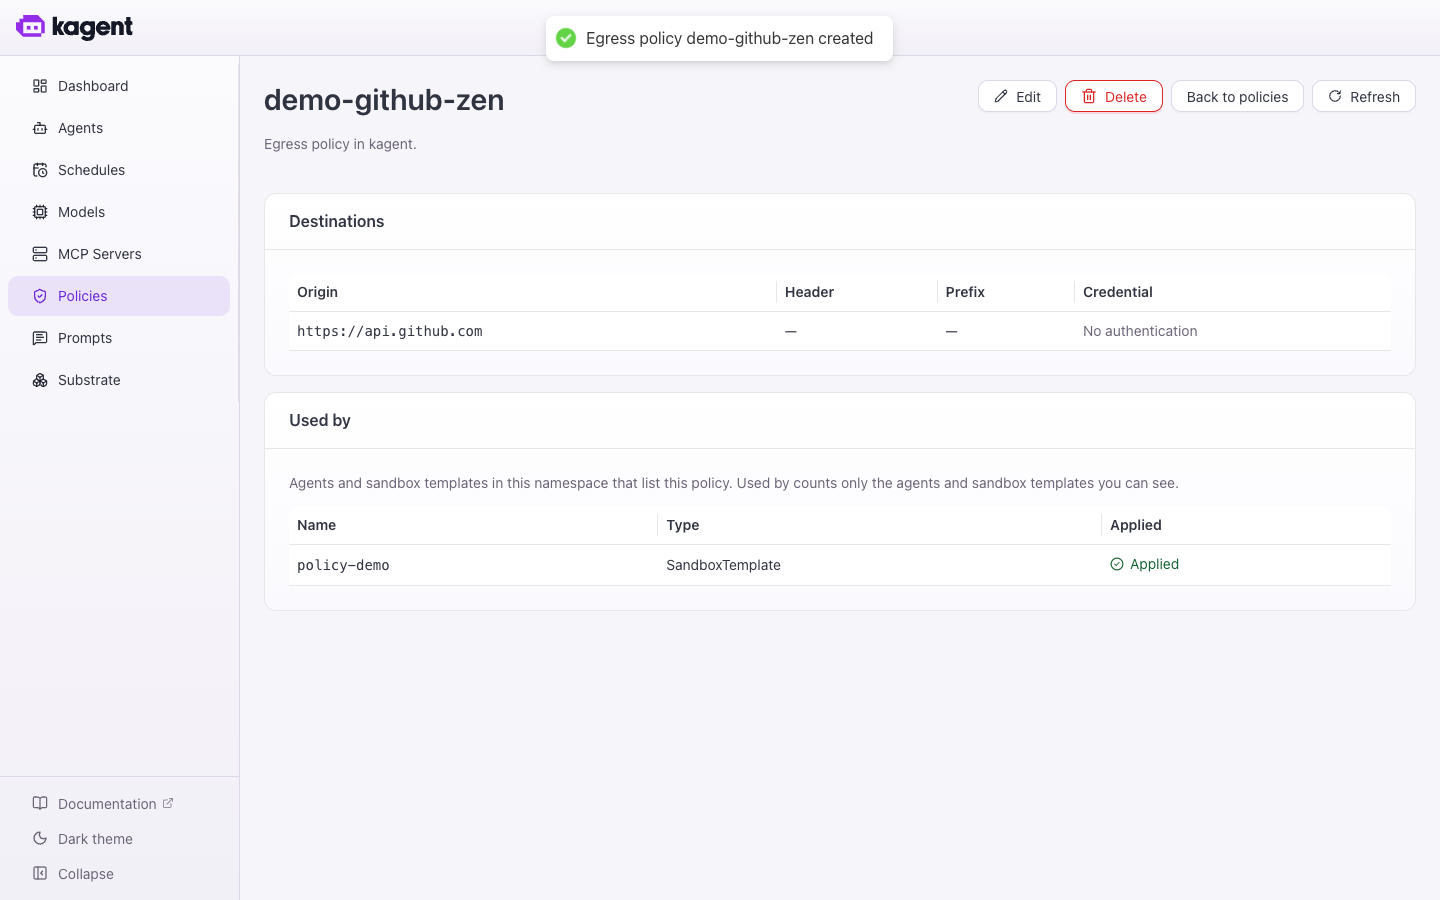 kagent
Egress policy demo-github-zen created
Dashboard
Agents
Schedules
Models
MCP Servers
Policies
Prompts
Substrate
Documentation
Dark theme
Collapse
demo-github-zen
Edit
Delete
Back to policies
Refresh
Egress policy in kagent.
Destinations
Origin Header Prefix Credential
https://api.github.com — — No authentication
Used by
Agents and sandbox templates in this namespace that list this policy. Used by counts only the agents and sandbox templates you can see.
Name Type Applied
policy-demo SandboxTemplate Applied